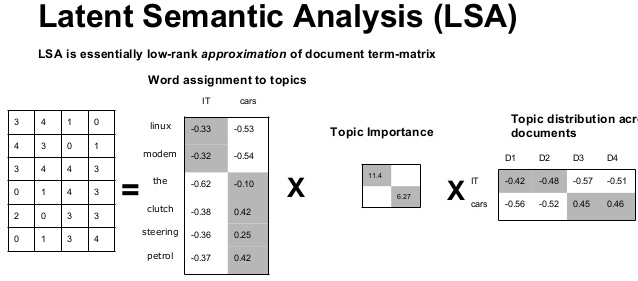 Latent Semantic Analysis (LSA)
LSA is essentially low-rank approximation of document term-matrix
Word assignment to topics
IT cars
3 4 1 0
4 3 0 1
3 4 4 3
0 1 4 3
2 0 3 3
0 1 3 4
=
linux -0.33 -0.53
modem -0.32 -0.54
the -0.62 -0.10
clutch -0.38 0.42
steering -0.36 0.25
petrol -0.37 0.42
X
Topic Importance
11.4
6.27
X
Topic distribution acr
documents
D1 D2 D3 D4
IT -0.42 -0.48 -0.57 -0.51
cars -0.56 -0.52 0.45 0.46